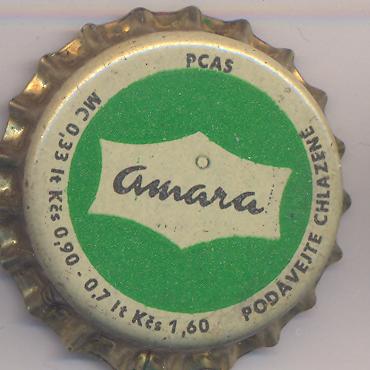 PCAS
amara
MC 0,33 lt Kčs 0,90 - 0,7 lt Kčs 1,60
PODÁVEJTE CHLAZENÉ